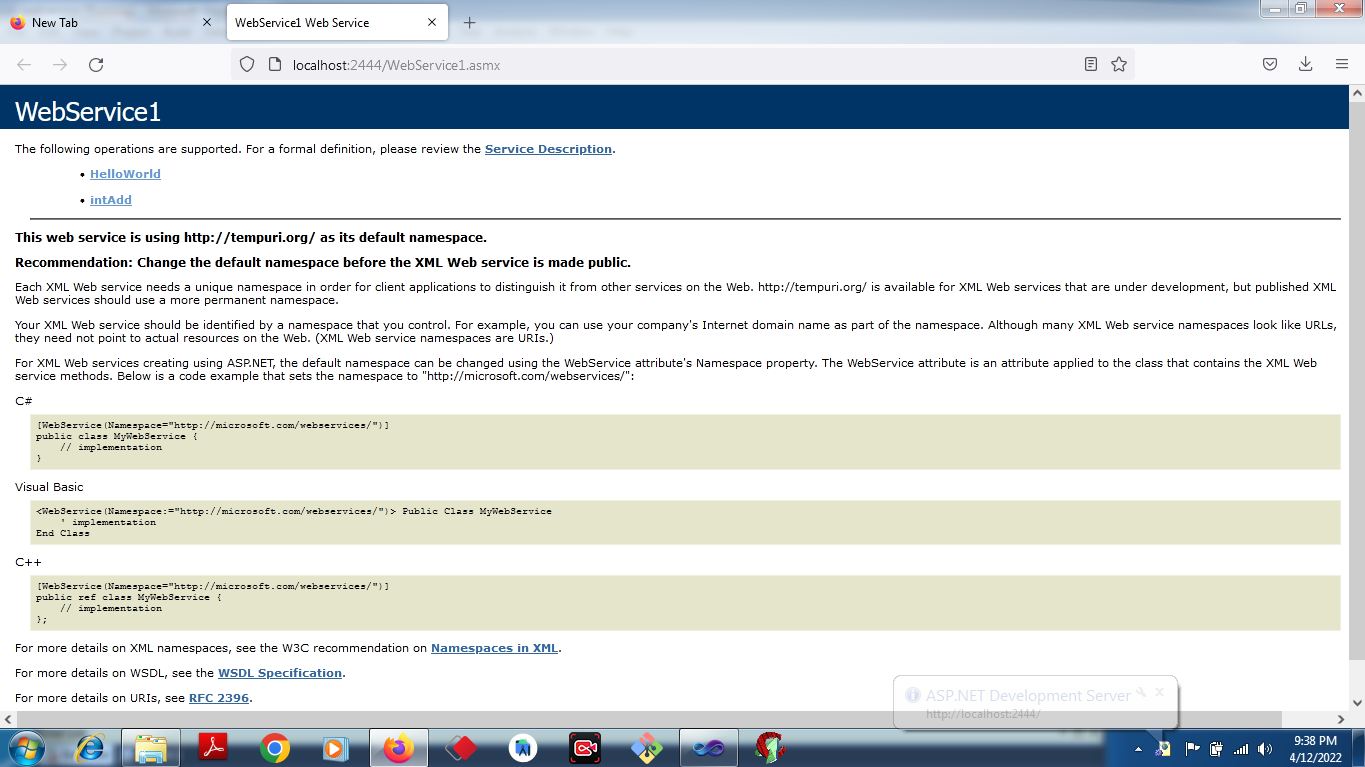 New Tab
WebService1 Web Service
localhost:2444/WebService1.asmx
WebService1
The following operations are supported. For a formal definition, please review the Service Description.
• HelloWorld
• intAdd
This web service is using http://tempuri.org/ as its default namespace.
Recommendation: Change the default namespace before the XML Web service is made public.
Each XML Web service needs a unique namespace in order for client applications to distinguish it from other services on the Web. http://tempuri.org/ is available for XML Web services that are under development, but published XML
Web services should use a more permanent namespace.
Your XML Web service should be identified by a namespace that you control. For example, you can use your company's Internet domain name as part of the namespace. Although many XML Web service namespaces look like URLs,
they need not point to actual resources on the Web. (XML Web service namespaces are URIs.)
For XML Web services creating using ASP.NET, the default namespace can be changed using the WebService attribute's Namespace property. The WebService attribute is an attribute applied to the class that contains the XML Web
service methods. Below is a code example that sets the namespace to "http://microsoft.com/webservices/":
C#
[WebService(Namespace="http://microsoft.com/webservices/")]
public class MyWebService {
// implementation
}
Visual Basic
<WebService(Namespace:="http://microsoft.com/webservices/")> Public Class MyWebService
' implementation
End Class
C++
[WebService(Namespace="http://microsoft.com/webservices/")]
public ref class MyWebService {
// implementation
};
For more details on XML namespaces, see the W3C recommendation on Namespaces in XML.
For more details on WSDL, see the WSDL Specification.
For more details on URIs, see RFC 2396.
ASP.NET Development Server
http://localhost:2444/
9:38 PM
4/12/2022